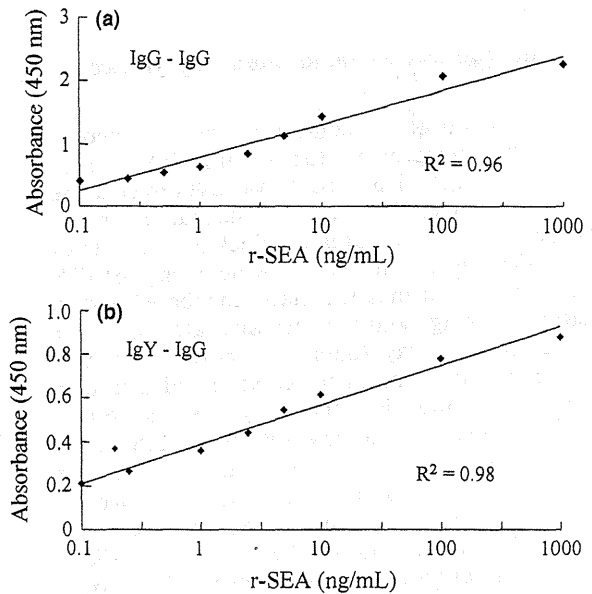 (a)
IgG - IgG
Absorbance (450 nm)
3
2
1
0
R² = 0.96
0.1 1 10 100 1000
r-SEA (ng/mL)
(b)
IgY - IgG
Absorbance (450 nm)
1.0
0.8
0.6
0.4
0.2
0
R² = 0.98
0.1 1 10 100 1000
r-SEA (ng/mL)